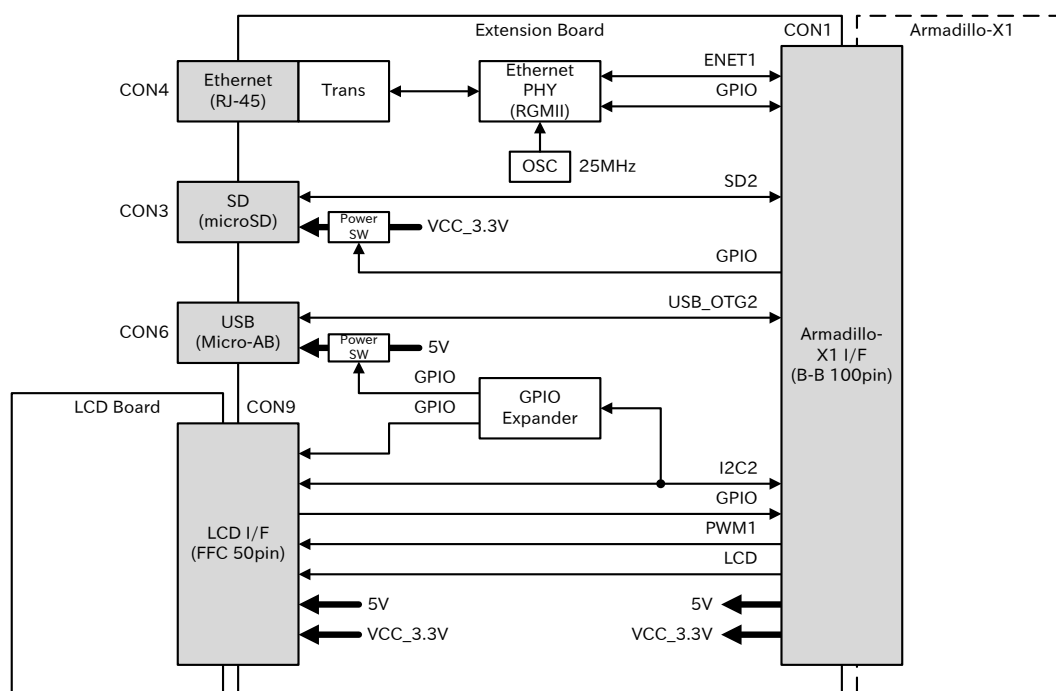 Extension Board
CON1
Armadillo-X1
CON4
Ethernet
(RJ-45)
Trans
Ethernet
PHY
(RGMII)
ENET1
GPIO
OSC
25MHz
CON3
SD
(microSD)
SD2
Power
SW
VCC_3.3V
GPIO
CON6
USB
(Micro-AB)
USB_OTG2
Power
SW
5V
GPIO
GPIO
GPIO
Expander
Armadillo-
X1 I/F
(B-B 100pin)
LCD Board
CON9
LCD I/F
(FFC 50pin)
I2C2
GPIO
PWM1
LCD
5V
VCC_3.3V
5V
VCC_3.3V